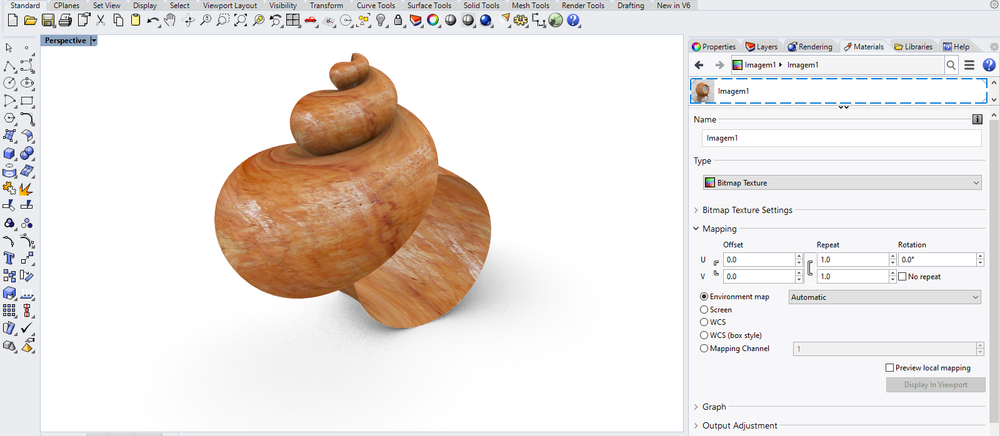 Standard CPlanes Set View Display Select Viewport Layout Visibility Transform Curve Tools Surface Tools Solid Tools Mesh Tools Render Tools Drafting New in V6
Perspective
Properties Layers Rendering Materials Libraries Help
Imagem1 Imagem1
Imagem1
Name
Imagem1
Type
Bitmap Texture
Bitmap Texture Settings
Mapping
Offset Repeat Rotation
U 0.0 1.0 0.0°
V 0.0 1.0 No repeat
Environment map Automatic
Screen
WCS
WCS (box style)
Mapping Channel 1
Preview local mapping
Display In Viewport
Graph
Output Adjustment